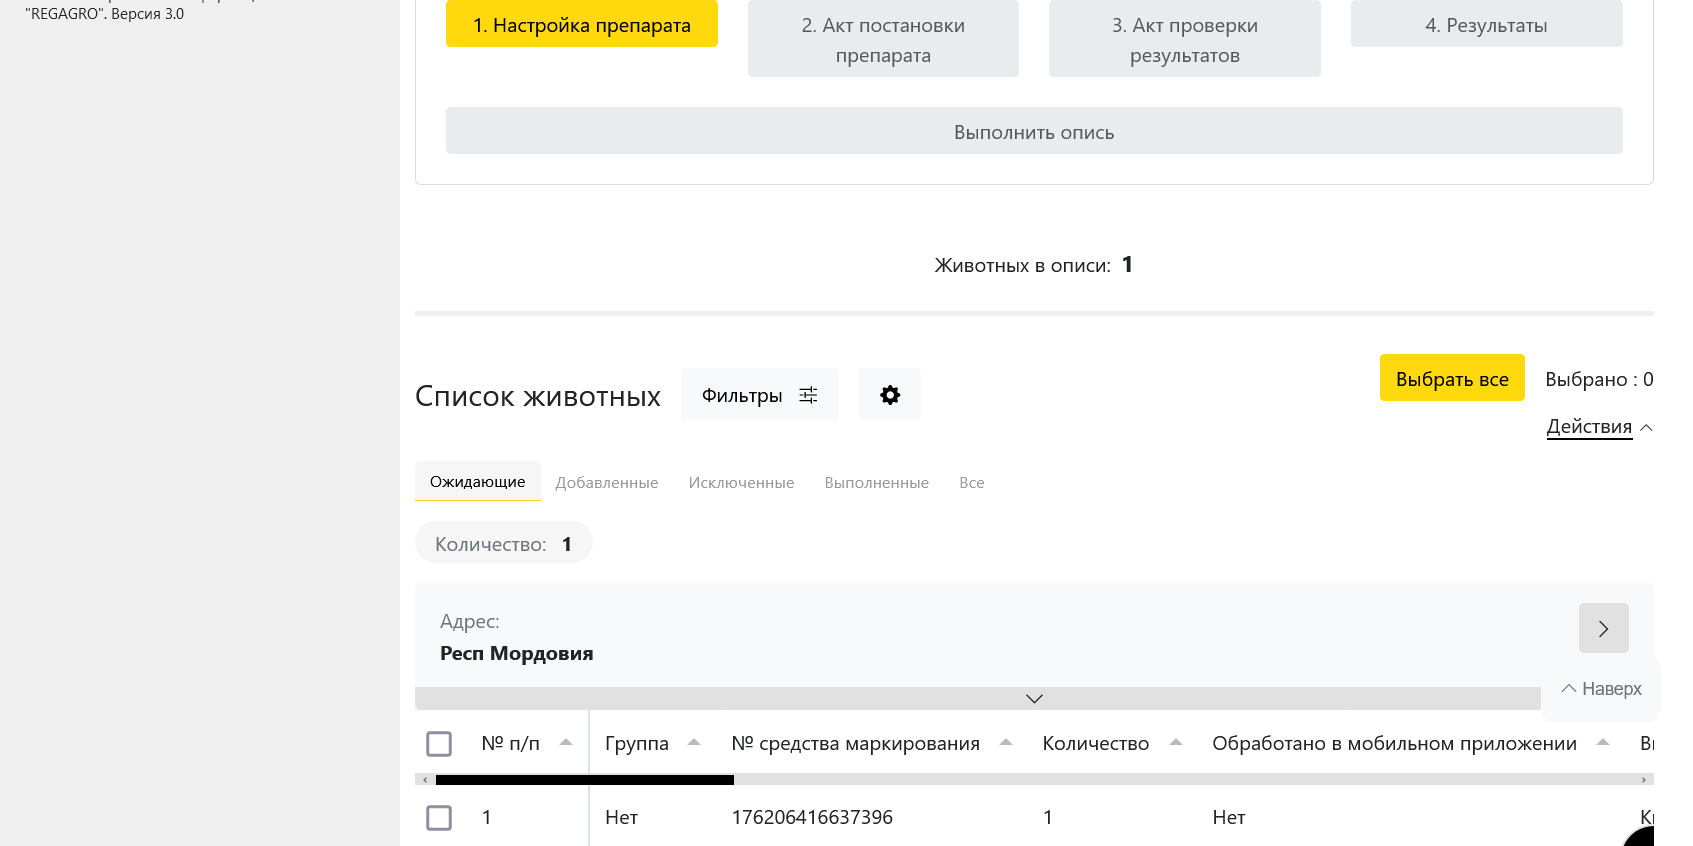 "REGAGRO". Версия 3.0
1. Настройка препарата
2. Акт постановки
препарата
3. Акт проверки
результатов
4. Результаты
Выполнить опись
Животных в описи: 1
Список животных
Фильтры
Выбрать все
Выбрано : 0
Действия
Ожидающие
Добавленные
Исключенные
Выполненные
Все
Количество: 1
Адрес:
Респ Мордовия
Наверх
№ п/п
Группа
№ средства маркирования
Количество
Обработано в мобильном приложении
1
Нет
176206416637396
1
Нет